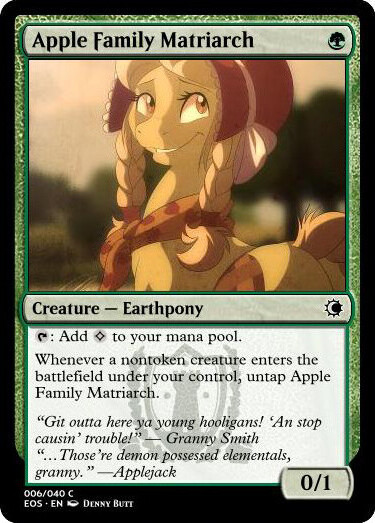 Apple Family Matriarch
Creature — Earthpony
: Add to your mana pool.
Whenever a nontoken creature enters the
battlefield under your control, untap Apple
Family Matriarch.
“Git outta here ya young hooligans! ‘An stop
causin’ trouble!” — Granny Smith
“…Those’re demon possessed elementals,
granny.” —Applejack
0/1
006/040 C
EOS • EN Denny Butt